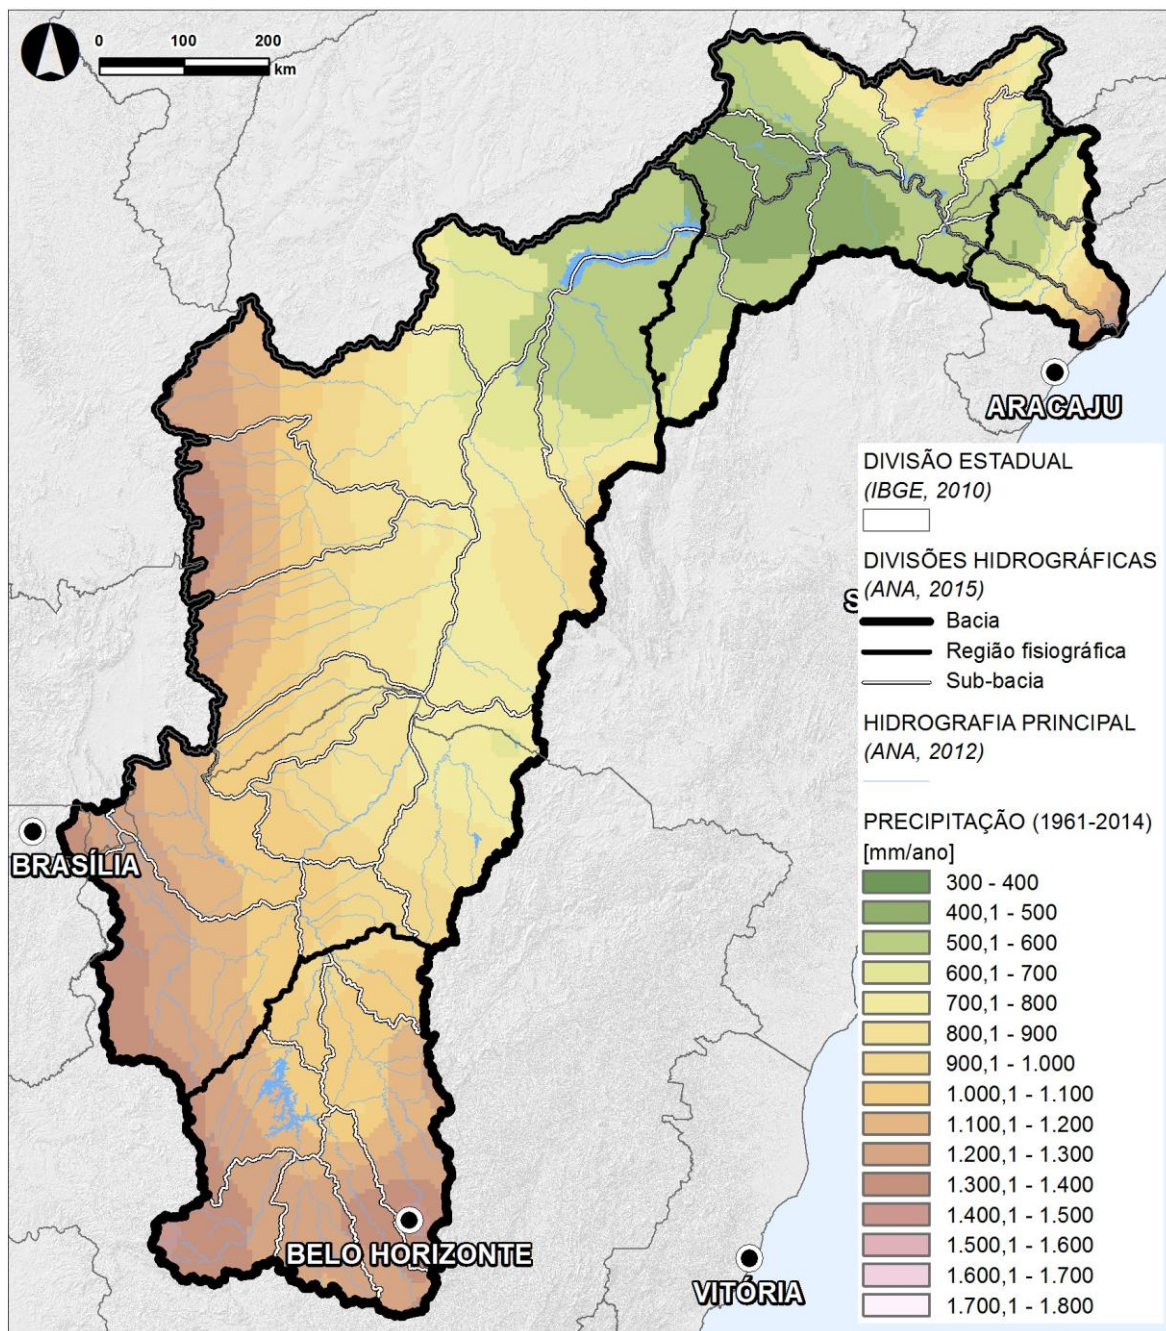 0 100 200
km
ARACAJU
DIVISÃO ESTADUAL
(IBGE, 2010)
DIVISÕES HIDROGRÁFICAS
(ANA, 2015)
S
Bacia
Região fisiográfica
Sub-bacia
HIDROGRAFIA PRINCIPAL
(ANA, 2012)
PRECIPITAÇÃO (1961-2014)
[mm/ano]
BRASÍLIA
300 - 400
400,1 - 500
500,1 - 600
600,1 - 700
700,1 - 800
800,1 - 900
900,1 - 1.000
1.000,1 - 1.100
1.100,1 - 1.200
1.200,1 - 1.300
1.300,1 - 1.400
1.400,1 - 1.500
1.500,1 - 1.600
1.600,1 - 1.700
1.700,1 - 1.800
BELO HORIZONTE
VITÓRIA